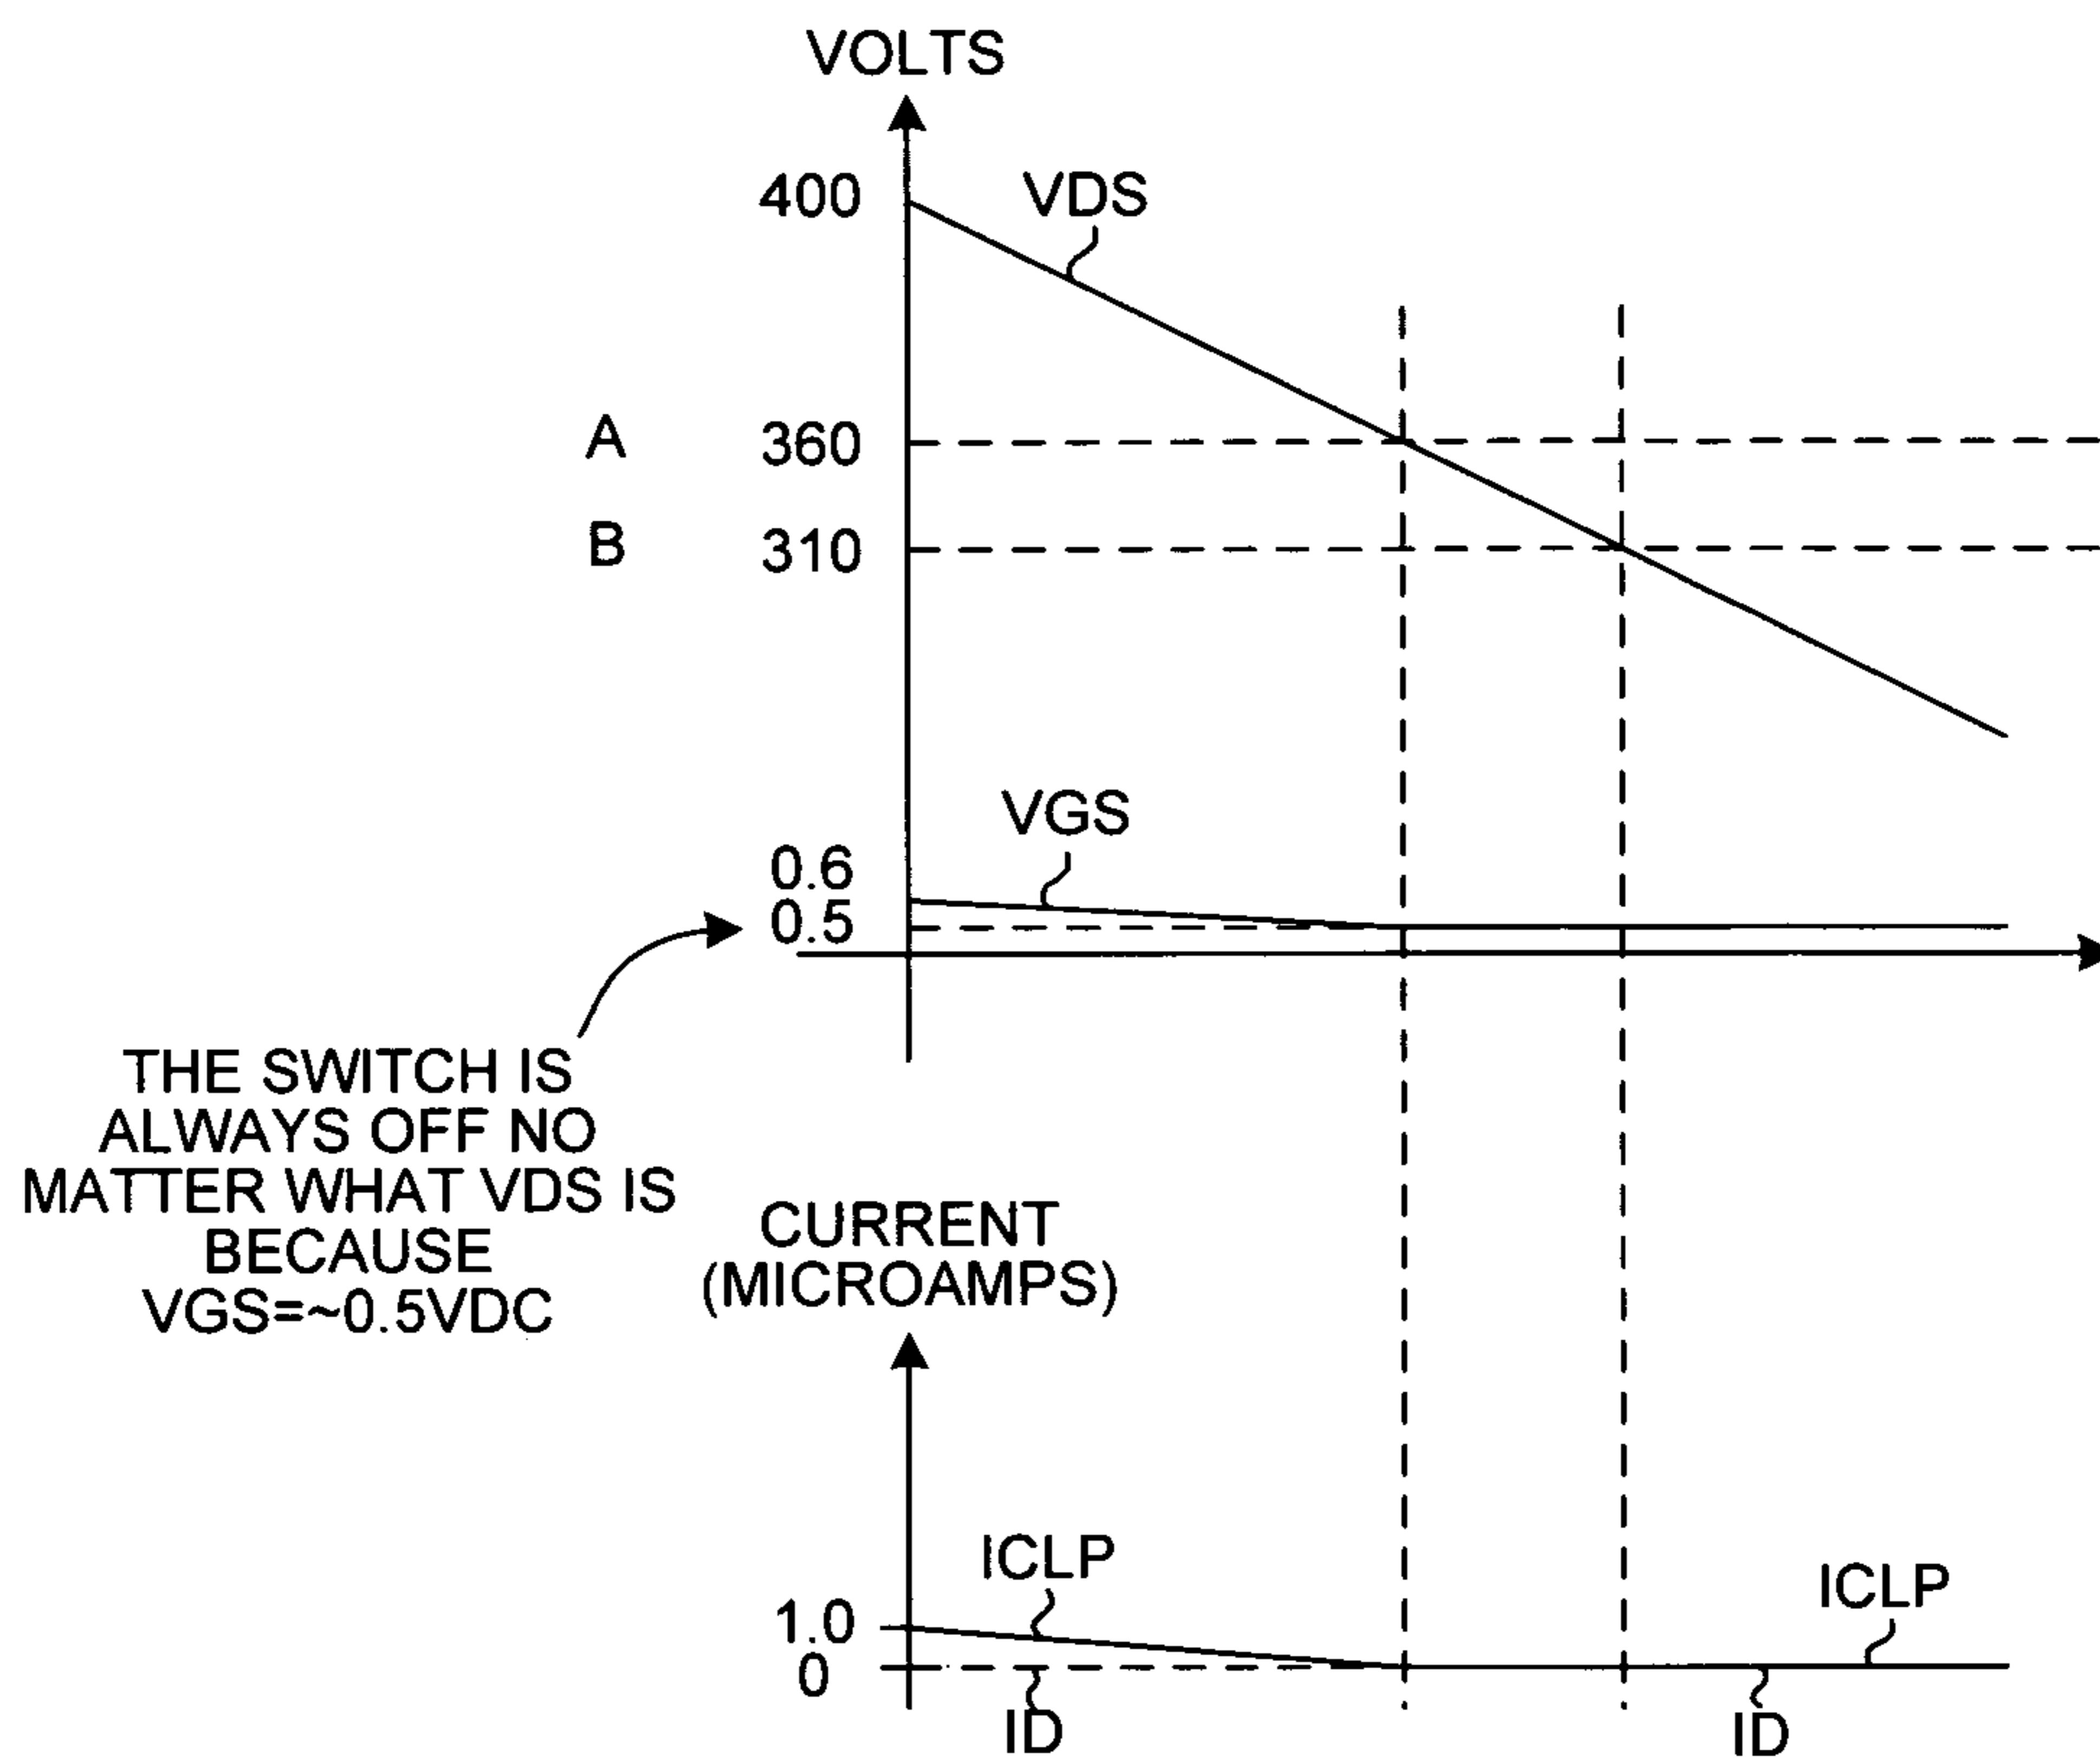 VOLTS
400
VDS
A 360
B 310
VGS
0.6
0.5
THE SWITCH IS
ALWAYS OFF NO
MATTER WHAT VDS IS
BECAUSE
VGS=~0.5VDC
CURRENT
(MICROAMPS)
ICLP
ICLP
1.0
0
ID
ID